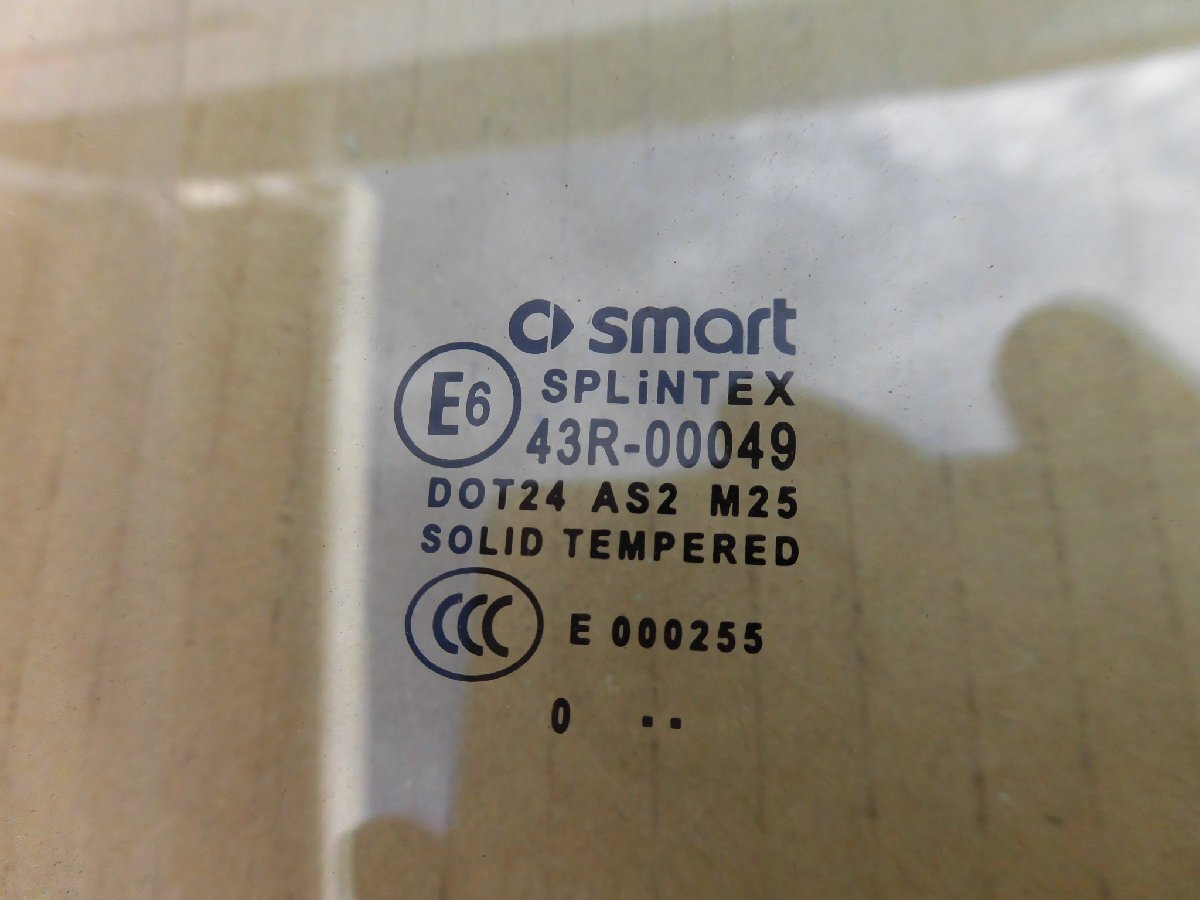 smart
SPLiNTEX
E6
43R-00049
DOT24 AS2 M25
SOLID TEMPERED
CCC E 000255
0 ..